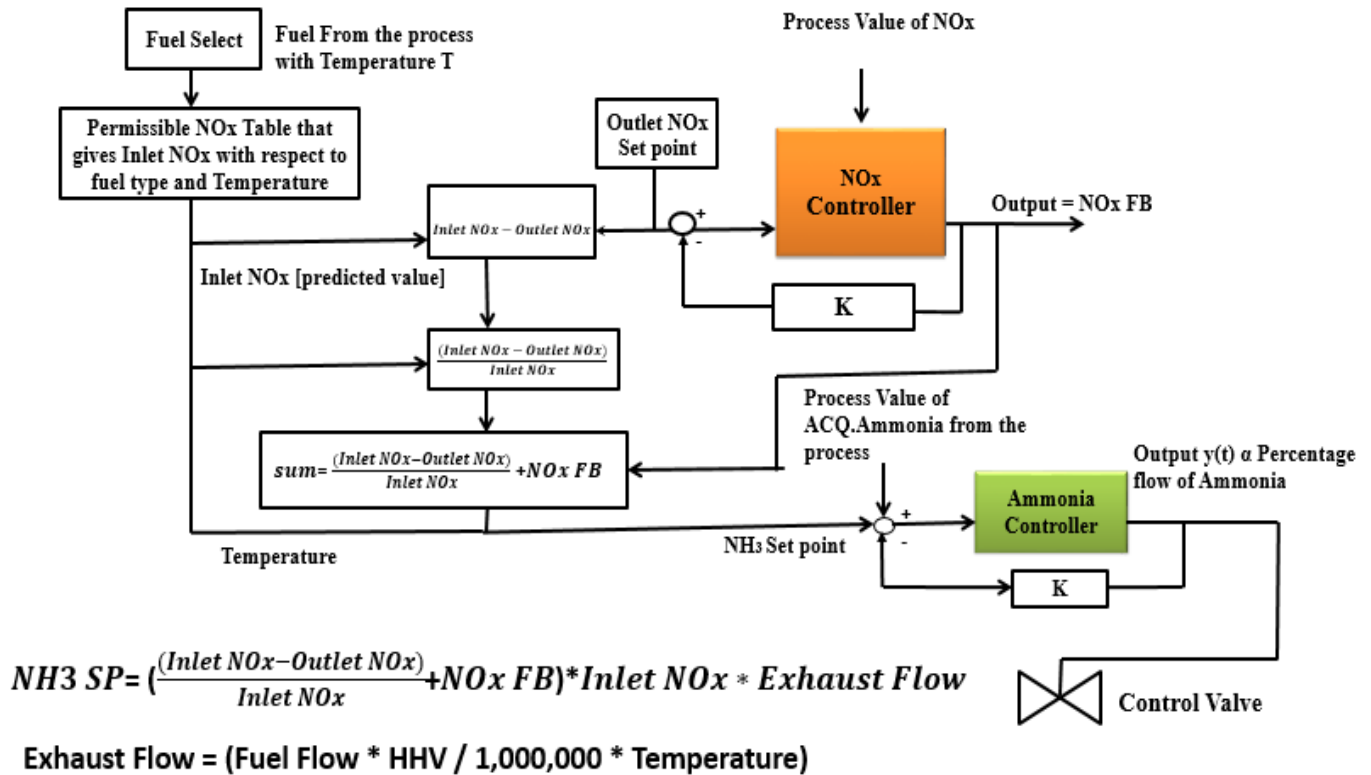 Fuel Select
Fuel From the process
with Temperature T
Process Value of NOx
Permissible NOx Table that
gives Inlet NOx with respect to
fuel type and Temperature
Outlet NOx
Set point
NOx
Controller
Output = NOx FB
Inlet NOx − Outlet NOx
+
-
Inlet NOx [predicted value]
K
(Inlet NOx − Outlet NOx)
Inlet NOx
Process Value of
ACQ.Ammonia from the
process
sum= (Inlet NOx−Outlet NOx) +NOx FB
Inlet NOx
Output y(t) α Percentage
flow of Ammonia
Ammonia
Controller
+
-
Temperature
NH₃ Set point
K
NH3 SP= ((Inlet NOx−Outlet NOx) +NOx FB)*Inlet NOx * Exhaust Flow
Inlet NOx
Control Valve
Exhaust Flow = (Fuel Flow * HHV / 1,000,000 * Temperature)